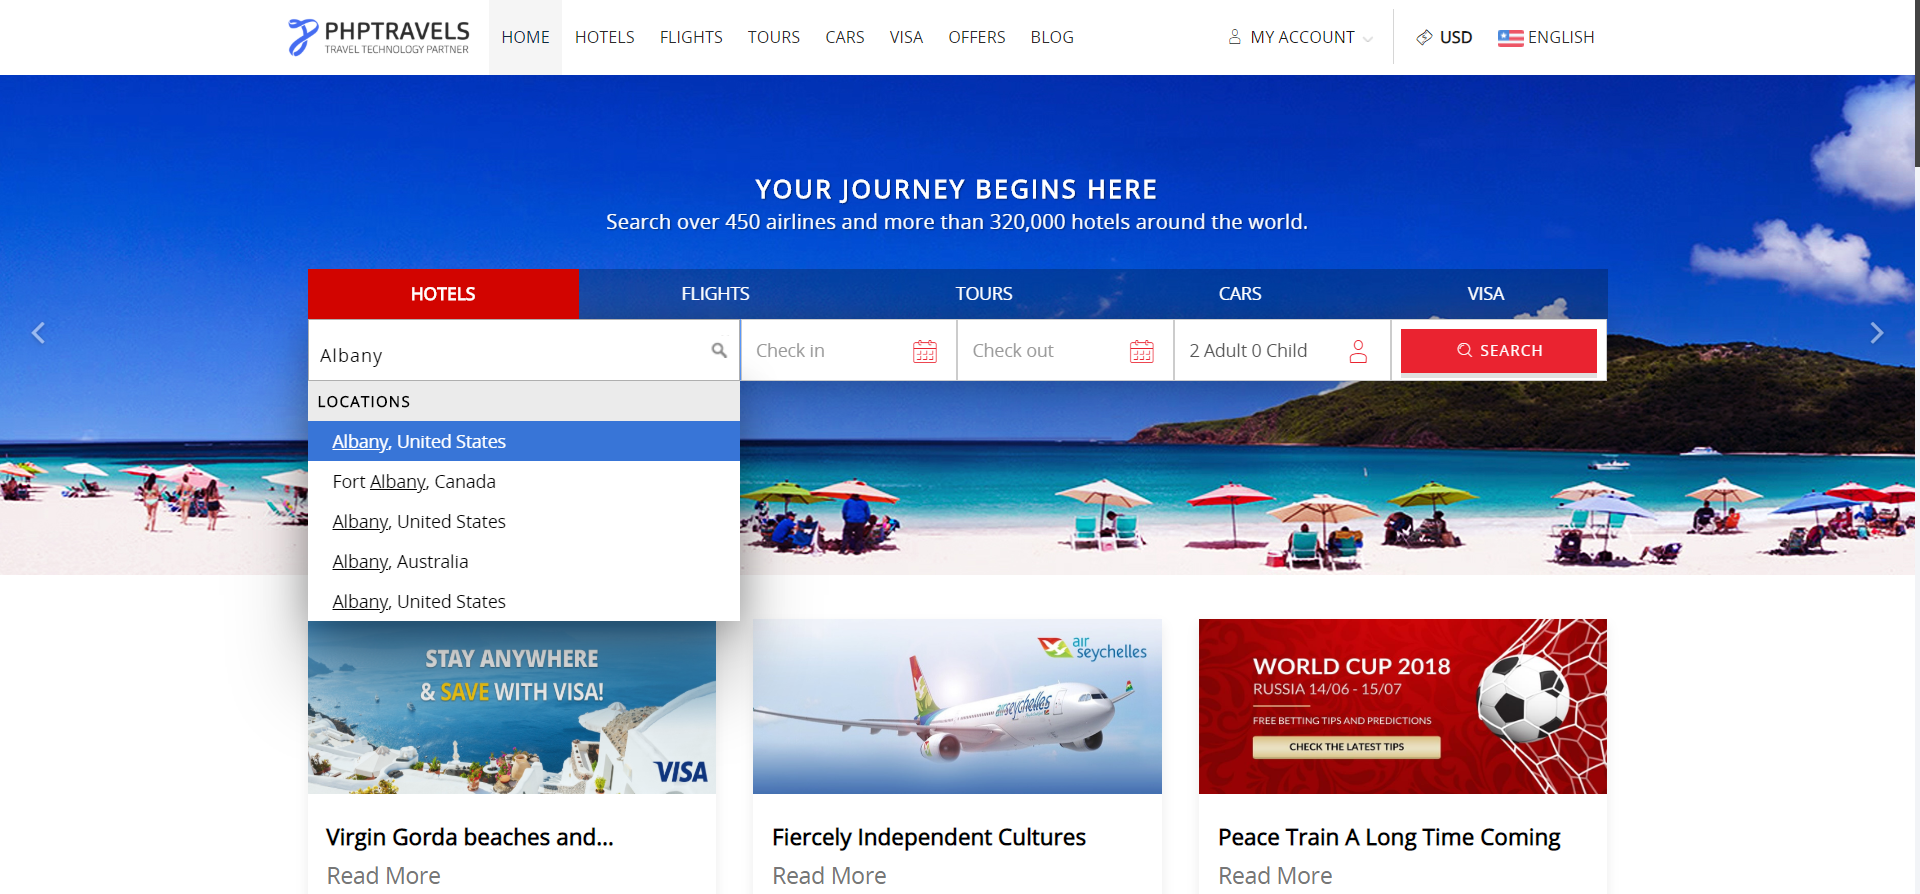 PHPTRAVELS
TRAVEL TECHNOLOGY PARTNER
HOME HOTELS FLIGHTS TOURS CARS VISA OFFERS BLOG MY ACCOUNT USD ENGLISH
YOUR JOURNEY BEGINS HERE
Search over 450 airlines and more than 320,000 hotels around the world.
HOTELS FLIGHTS TOURS CARS VISA
Albany Check in Check out 2 Adult 0 Child SEARCH
LOCATIONS
Albany, United States
Fort Albany, Canada
Albany, United States
Albany, Australia
Albany, United States
STAY ANYWHERE
& SAVE WITH VISA!
VISA
air
seychelles
airseychelles
WORLD CUP 2018
RUSSIA 14/06 - 15/07
FREE BETTING TIPS AND PREDICTIONS
CHECK THE LATEST TIPS
Virgin Gorda beaches and...
Read More
Fiercely Independent Cultures
Read More
Peace Train A Long Time Coming
Read More